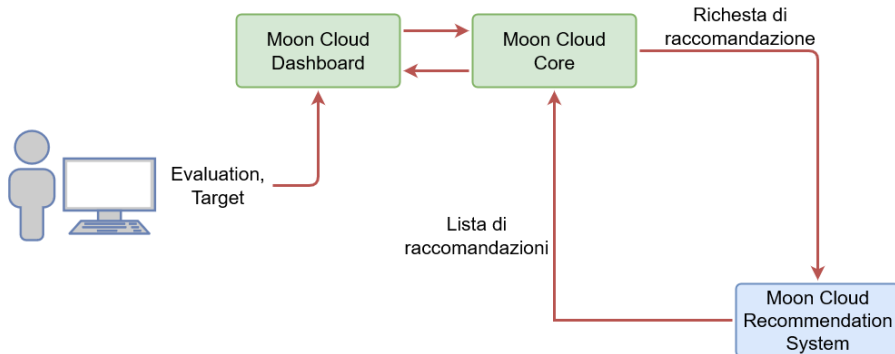 Moon Cloud
Dashboard
Moon Cloud
Core
Richesta di
raccomandazione
Evaluation,
Target
Lista di
raccomandazioni
Moon Cloud
Recommendation
System